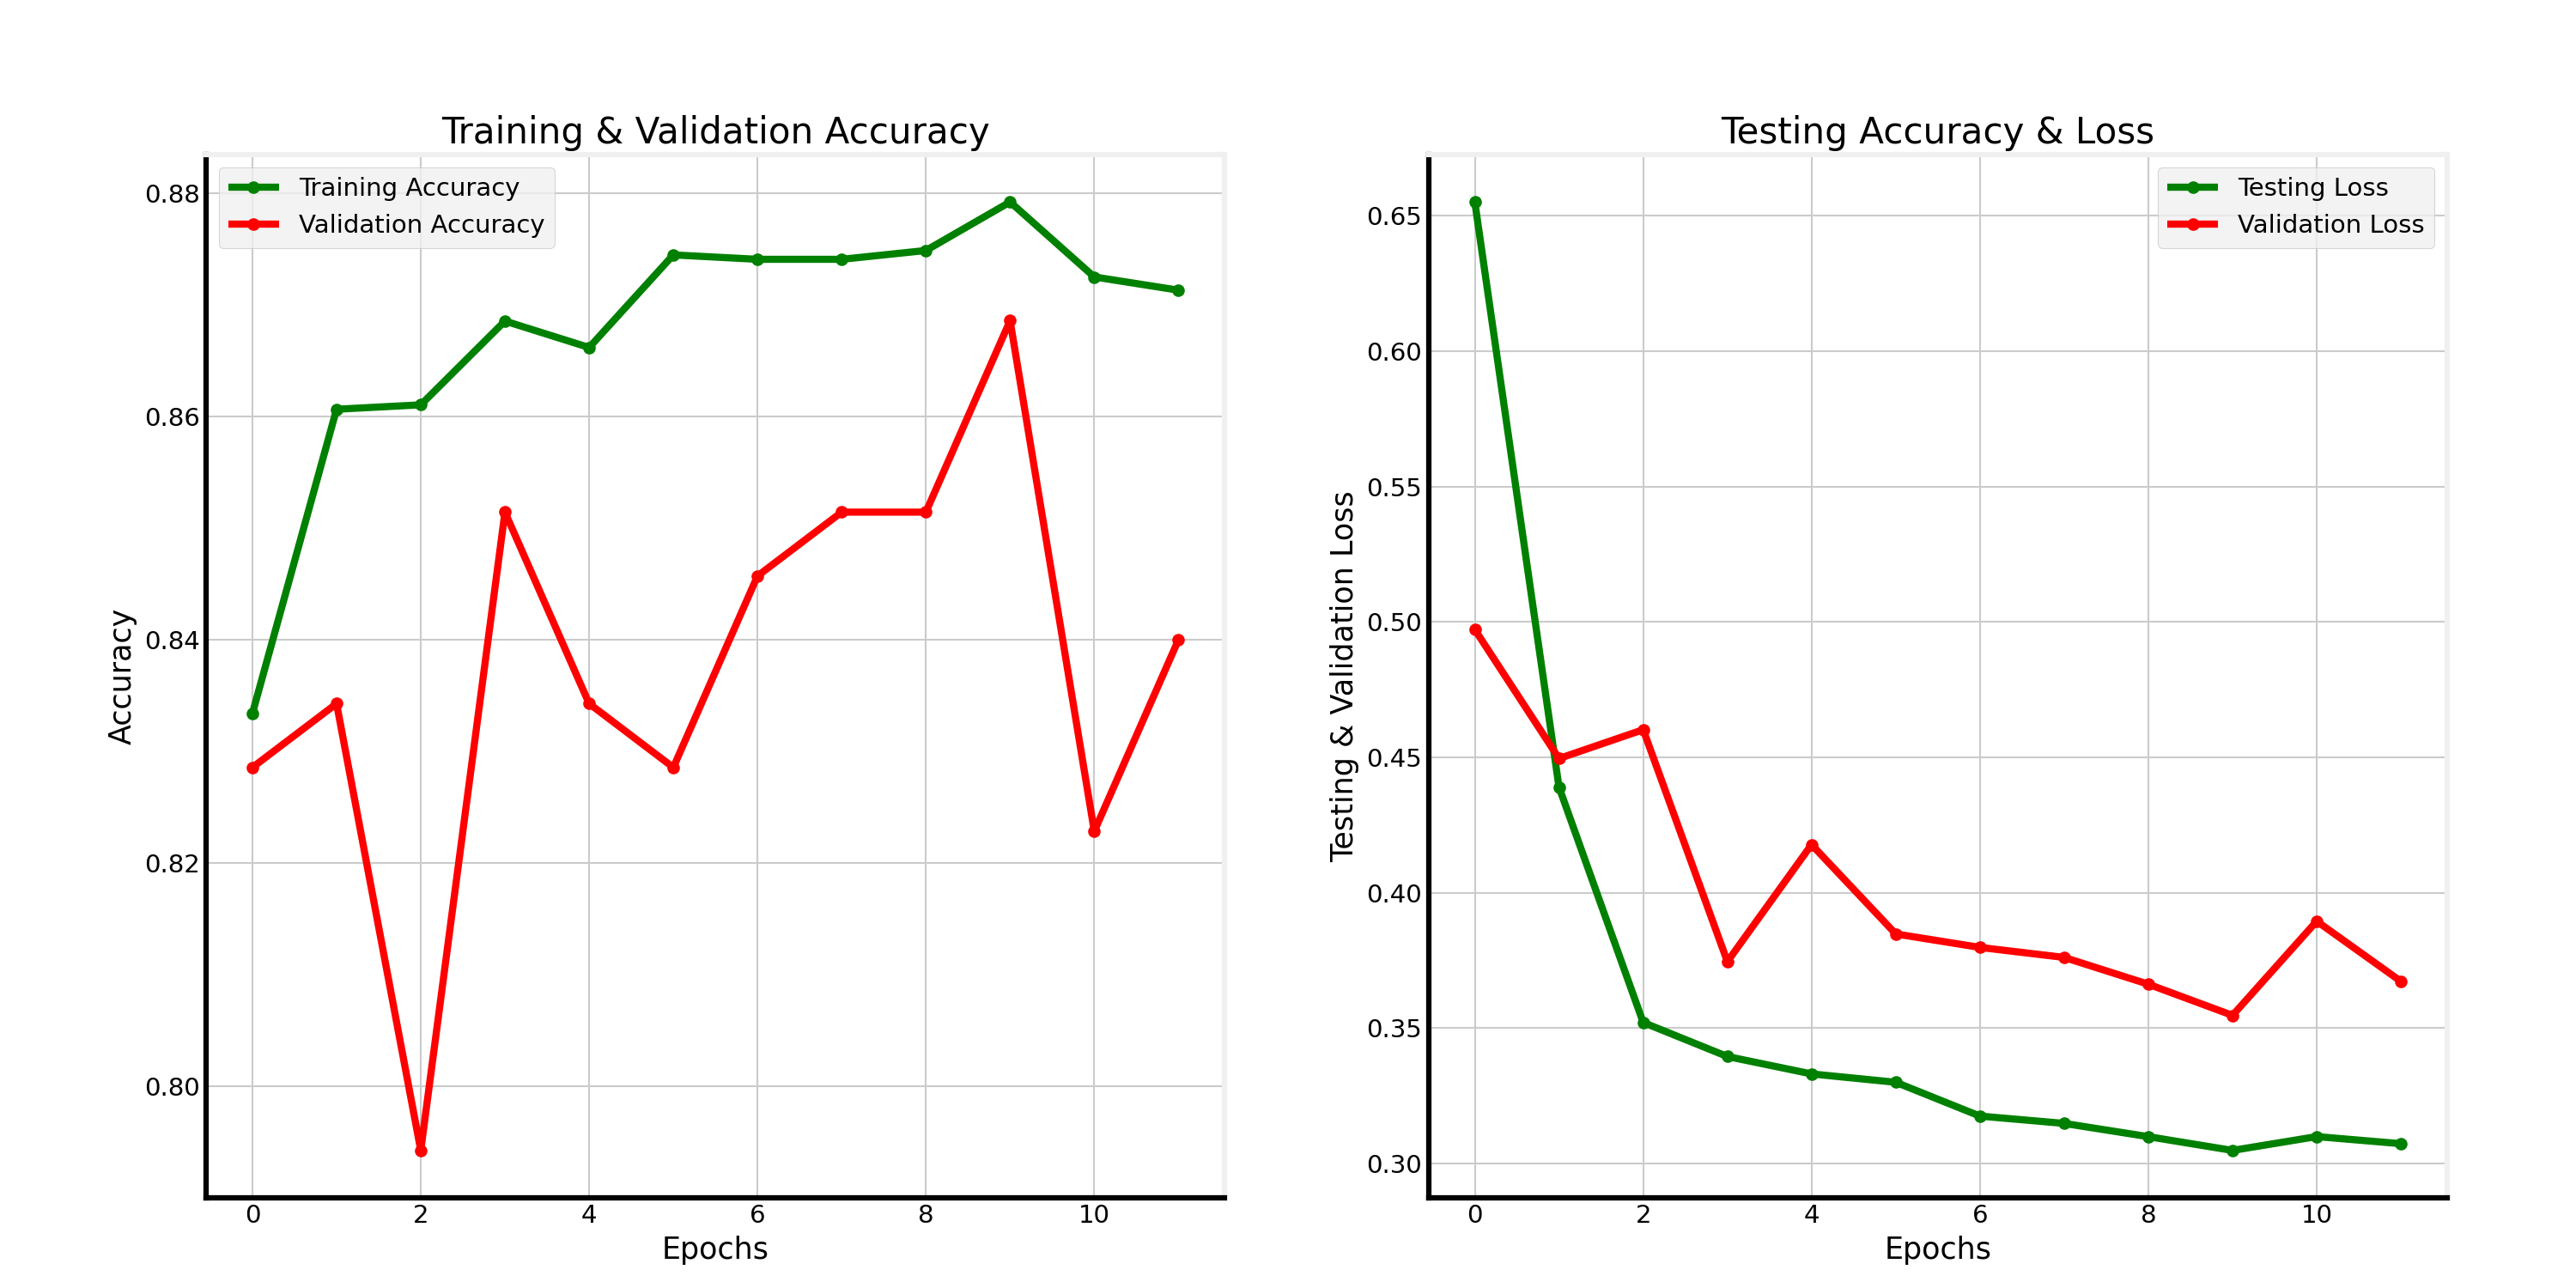 Training & Validation Accuracy
Training Accuracy
Validation Accuracy
0.88
0.86
0.84
0.82
0.80
Accuracy
0 2 4 6 8 10
Epochs
Testing Accuracy & Loss
Testing Loss
Validation Loss
0.65
0.60
0.55
0.50
0.45
0.40
0.35
0.30
Testing & Validation Loss
0 2 4 6 8 10
Epochs